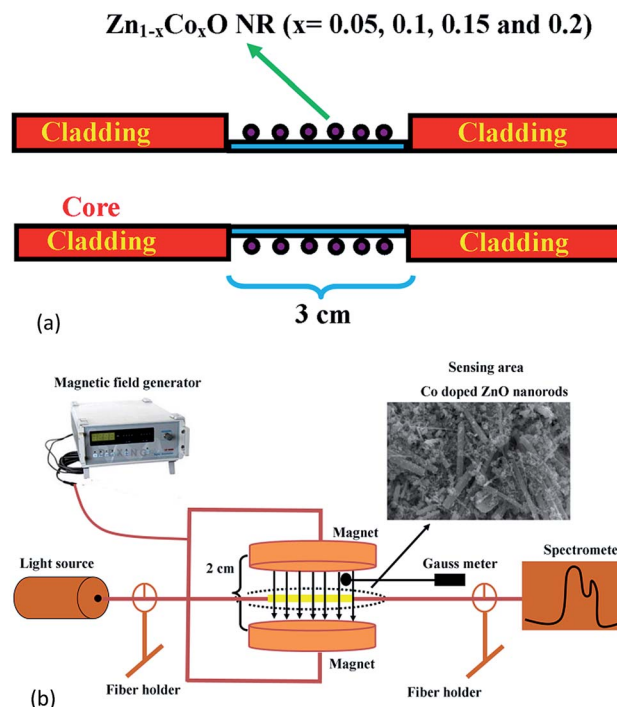 Zn1-xCoxO NR (x= 0.05, 0.1, 0.15 and 0.2)
Cladding Cladding
Core
Cladding Cladding
3 cm
(a)
Sensing area
Magnetic field generator
Co doped ZnO nanorods
Magnet
Light source
2 cm
Gauss meter
Spectrometer
Magnet
Fiber holder
Fiber holder
(b)